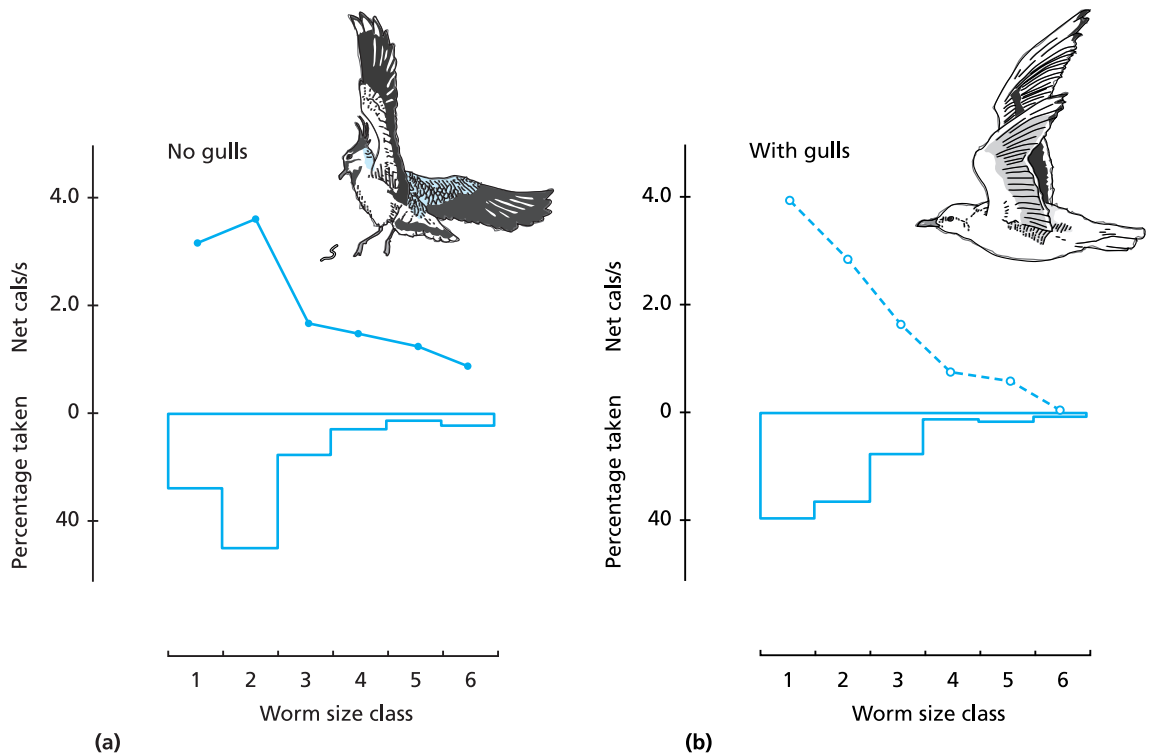 No gulls
4.0
2.0
0
40
Net cals/s
Percentage taken
1 2 3 4 5 6
Worm size class
(a)
With gulls
4.0
2.0
0
40
Net cals/s
Percentage taken
1 2 3 4 5 6
Worm size class
(b)